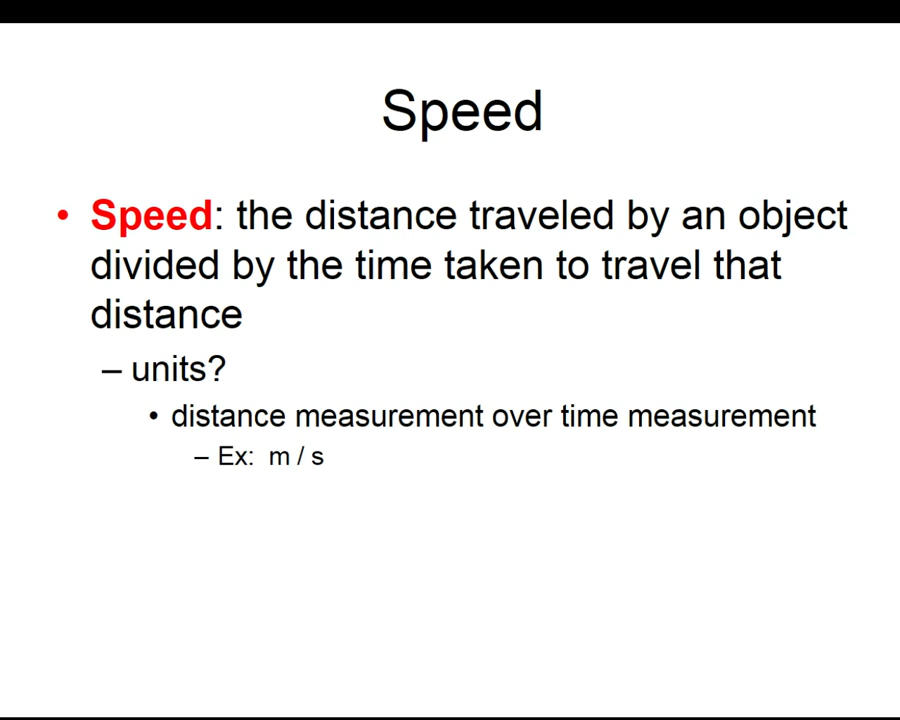 Speed
• Speed: the distance traveled by an object
divided by the time taken to travel that
distance
– units?
• distance measurement over time measurement
– Ex: m / s